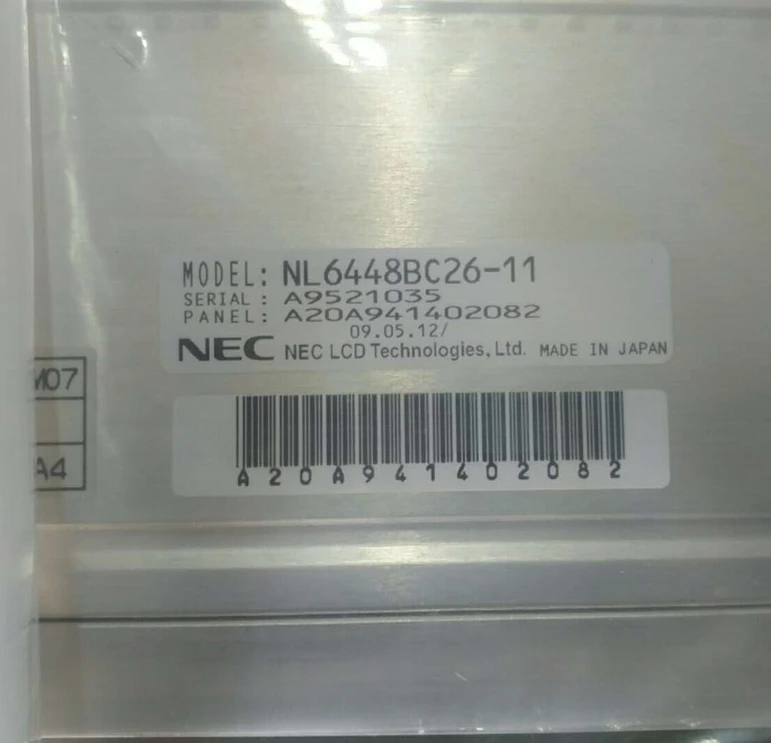 MODEL: NL6448BC26-11
SERIAL : A9521035
PANEL : A20A941402082
09.05.12/
NEC NEC LCD Technologies, Ltd. MADE IN JAPAN
M07
A4
A20A941402082